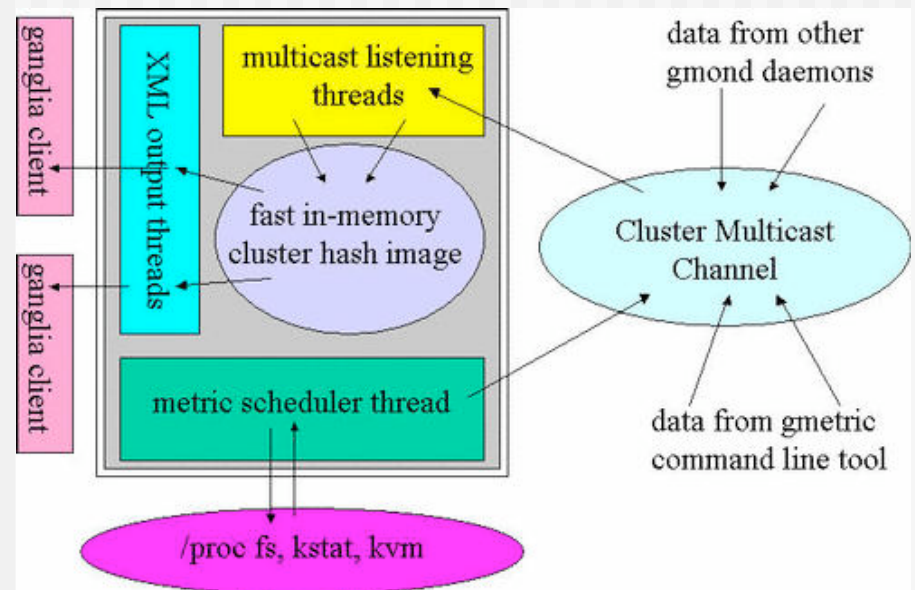 ganglia client
XML output threads
multicast listening
threads
data from other
gmond daemons
fast in-memory
cluster hash image
Cluster Multicast
Channel
ganglia client
metric scheduler thread
data from gmetric
command line tool
/proc fs, kstat, kvm